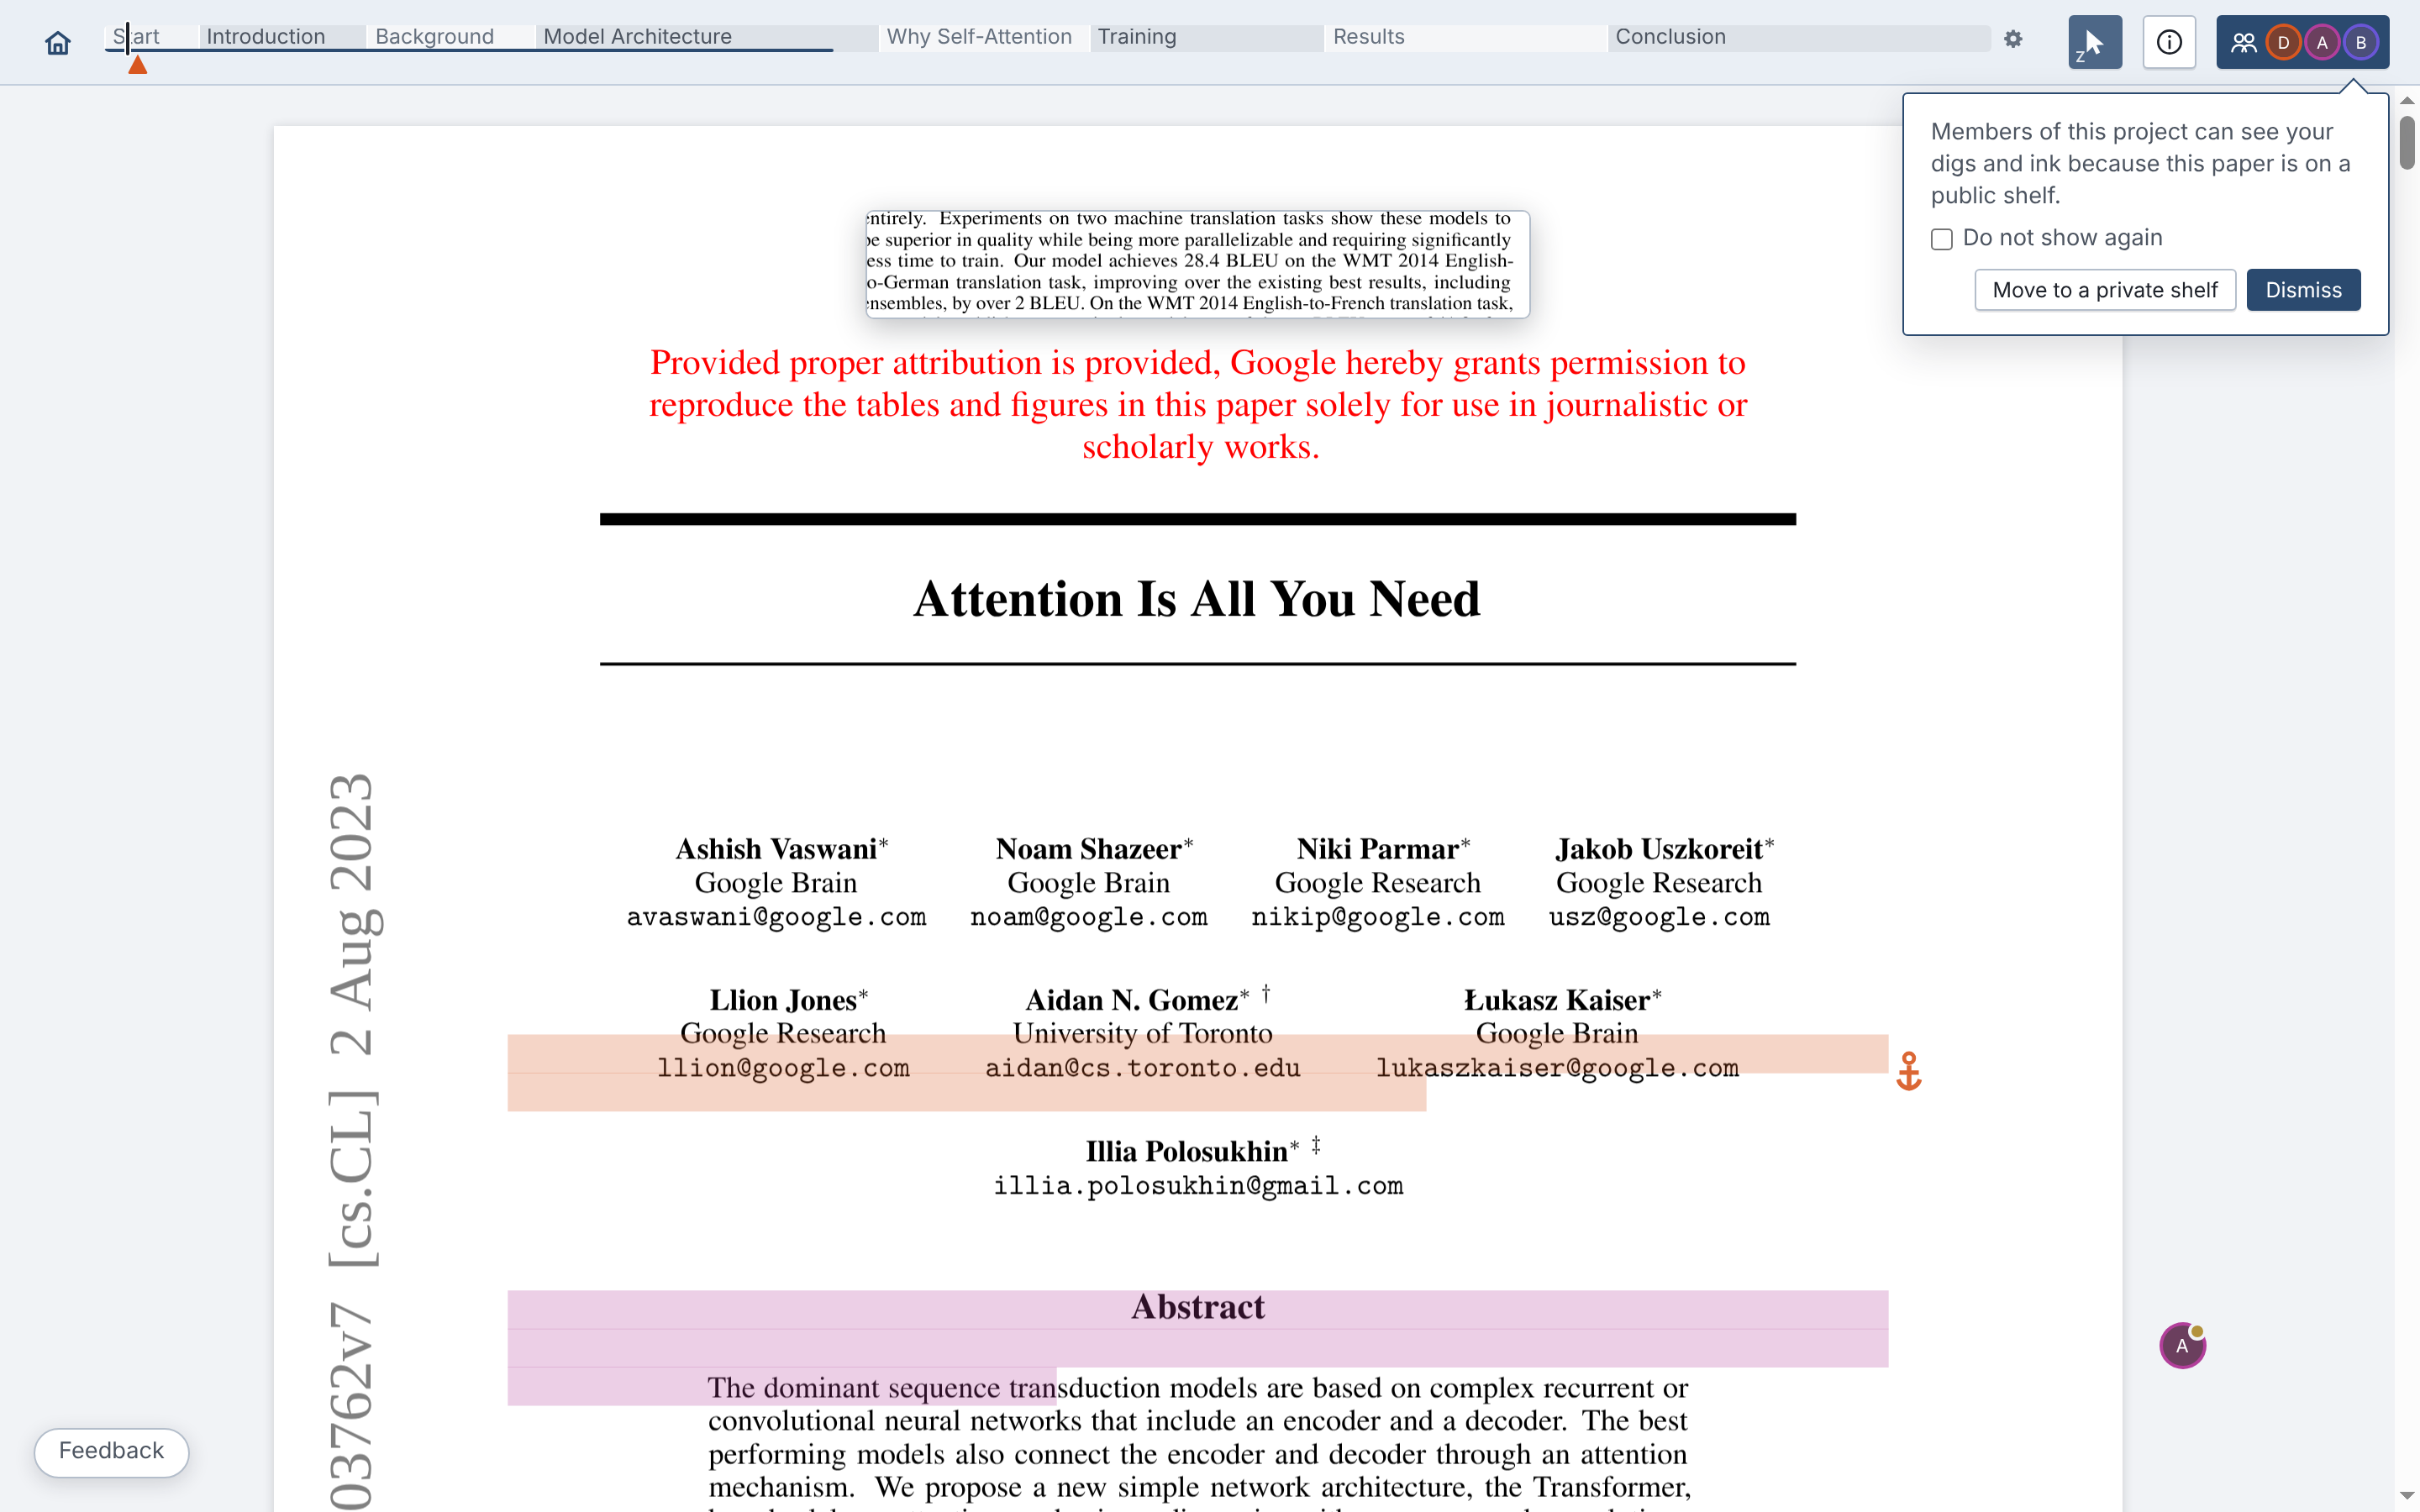 Start
Introduction
Background
Model Architecture
Why Self-Attention
Training
Results
Conclusion
Z
D
A
B
Members of this project can see your
digs and ink because this paper is on a
public shelf.
Do not show again
Move to a private shelf
Dismiss
ntirely. Experiments on two machine translation tasks show these models to
e superior in quality while being more parallelizable and requiring significantly
ess time to train. Our model achieves 28.4 BLEU on the WMT 2014 English-
o-German translation task, improving over the existing best results, including
nsembles, by over 2 BLEU. On the WMT 2014 English-to-French translation task,
Provided proper attribution is provided, Google hereby grants permission to
reproduce the tables and figures in this paper solely for use in journalistic or
scholarly works.
Attention Is All You Need
Ashish Vaswani* Noam Shazeer* Niki Parmar* Jakob Uszkoreit*
Google Brain Google Brain Google Research Google Research
avaswani@google.com noam@google.com nikip@google.com usz@google.com
Llion Jones* Aidan N. Gomez* † Łukasz Kaiser*
Google Research University of Toronto Google Brain
llion@google.com aidan@cs.toronto.edu lukaszkaiser@google.com
Illia Polosukhin* ‡
illia.polosukhin@gmail.com
Abstract
A
The dominant sequence transduction models are based on complex recurrent or
convolutional neural networks that include an encoder and a decoder. The best
performing models also connect the encoder and decoder through an attention
mechanism. We propose a new simple network architecture, the Transformer,
03762v7 [cs.CL] 2 Aug 2023
Feedback